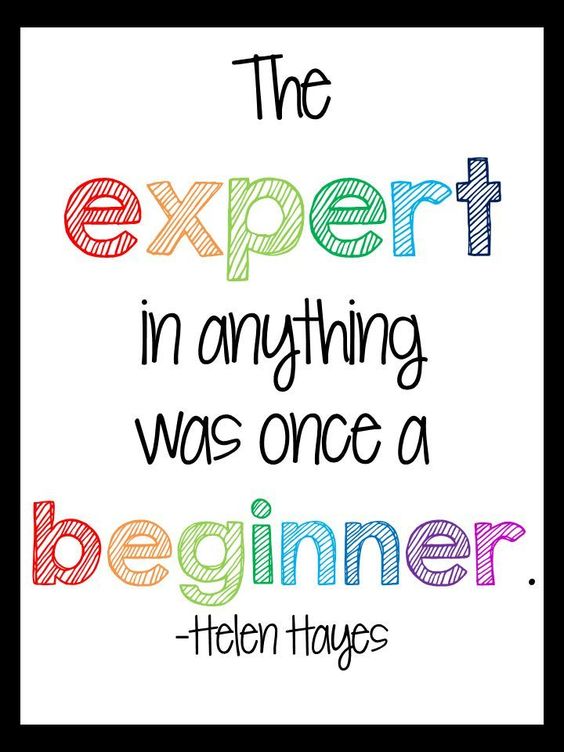 The
expert
in anything
was once a
beginner.
-Helen Hayes